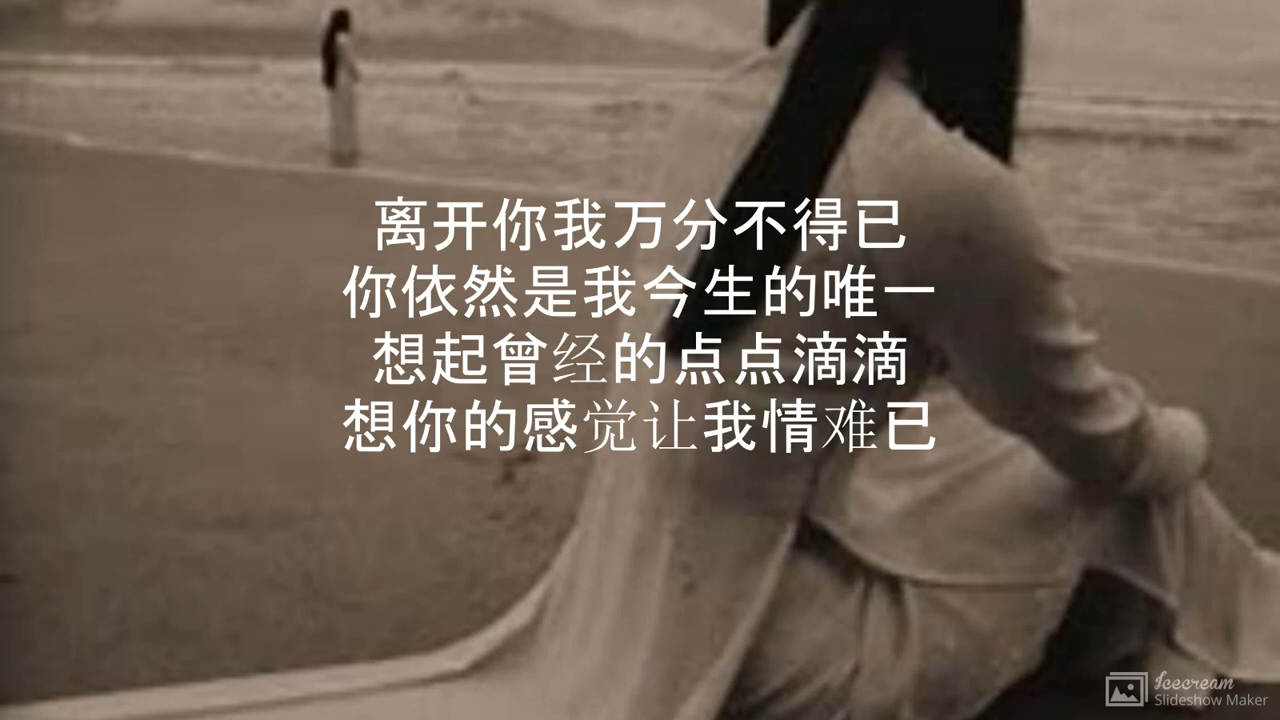 离开你我万分不得已
你依然是我今生的唯一
想起曾经的点点滴滴
想你的感觉让我情难已
Icecream
Slideshow Maker